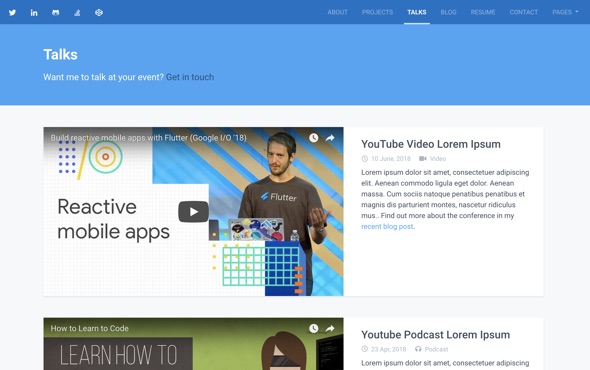 ABOUT PROJECTS TALKS BLOG RESUME CONTACT PAGES
Talks
Want me to talk at your event? Get in touch
Build reactive mobile apps with Flutter (Google I/O '18)
Flutter
Reactive
mobile apps
YouTube Video Lorem Ipsum
10 June, 2018 Video
Lorem ipsum dolor sit amet, consectetuer adipiscing
elit. Aenean commodo ligula eget dolor. Aenean
massa. Cum sociis natoque penatibus penatibus et
magnis dis parturient montes, nascetur ridiculus
mus.. Find out more about the conference in my
recent blog post.
How to Learn to Code
LEARN HOW TO
Youtube Podcast Lorem Ipsum
23 Apr, 2018 Podcast
Lorem ipsum dolor sit amet, consectetuer adipiscing